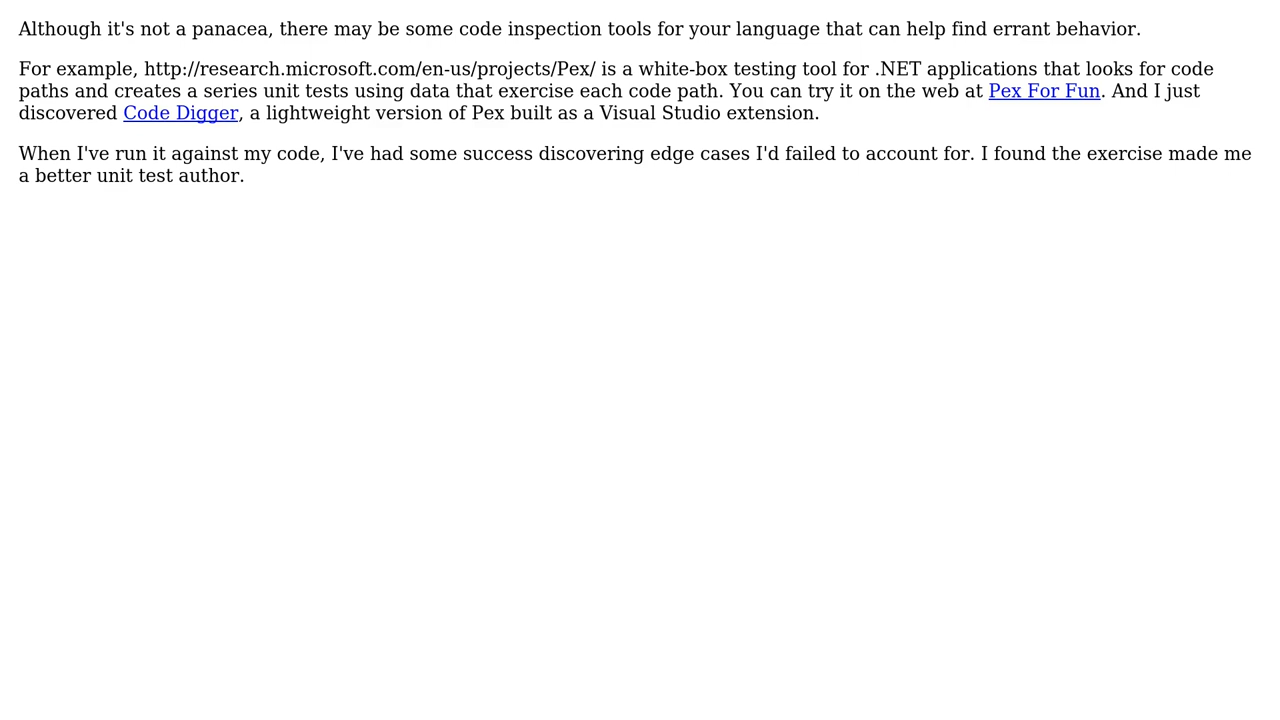 Although it's not a panacea, there may be some code inspection tools for your language that can help find errant behavior.
For example, http://research.microsoft.com/en-us/projects/Pex/ is a white-box testing tool for .NET applications that looks for code
paths and creates a series unit tests using data that exercise each code path. You can try it on the web at Pex For Fun. And I just
discovered Code Digger, a lightweight version of Pex built as a Visual Studio extension.
When I've run it against my code, I've had some success discovering edge cases I'd failed to account for. I found the exercise made me
a better unit test author.